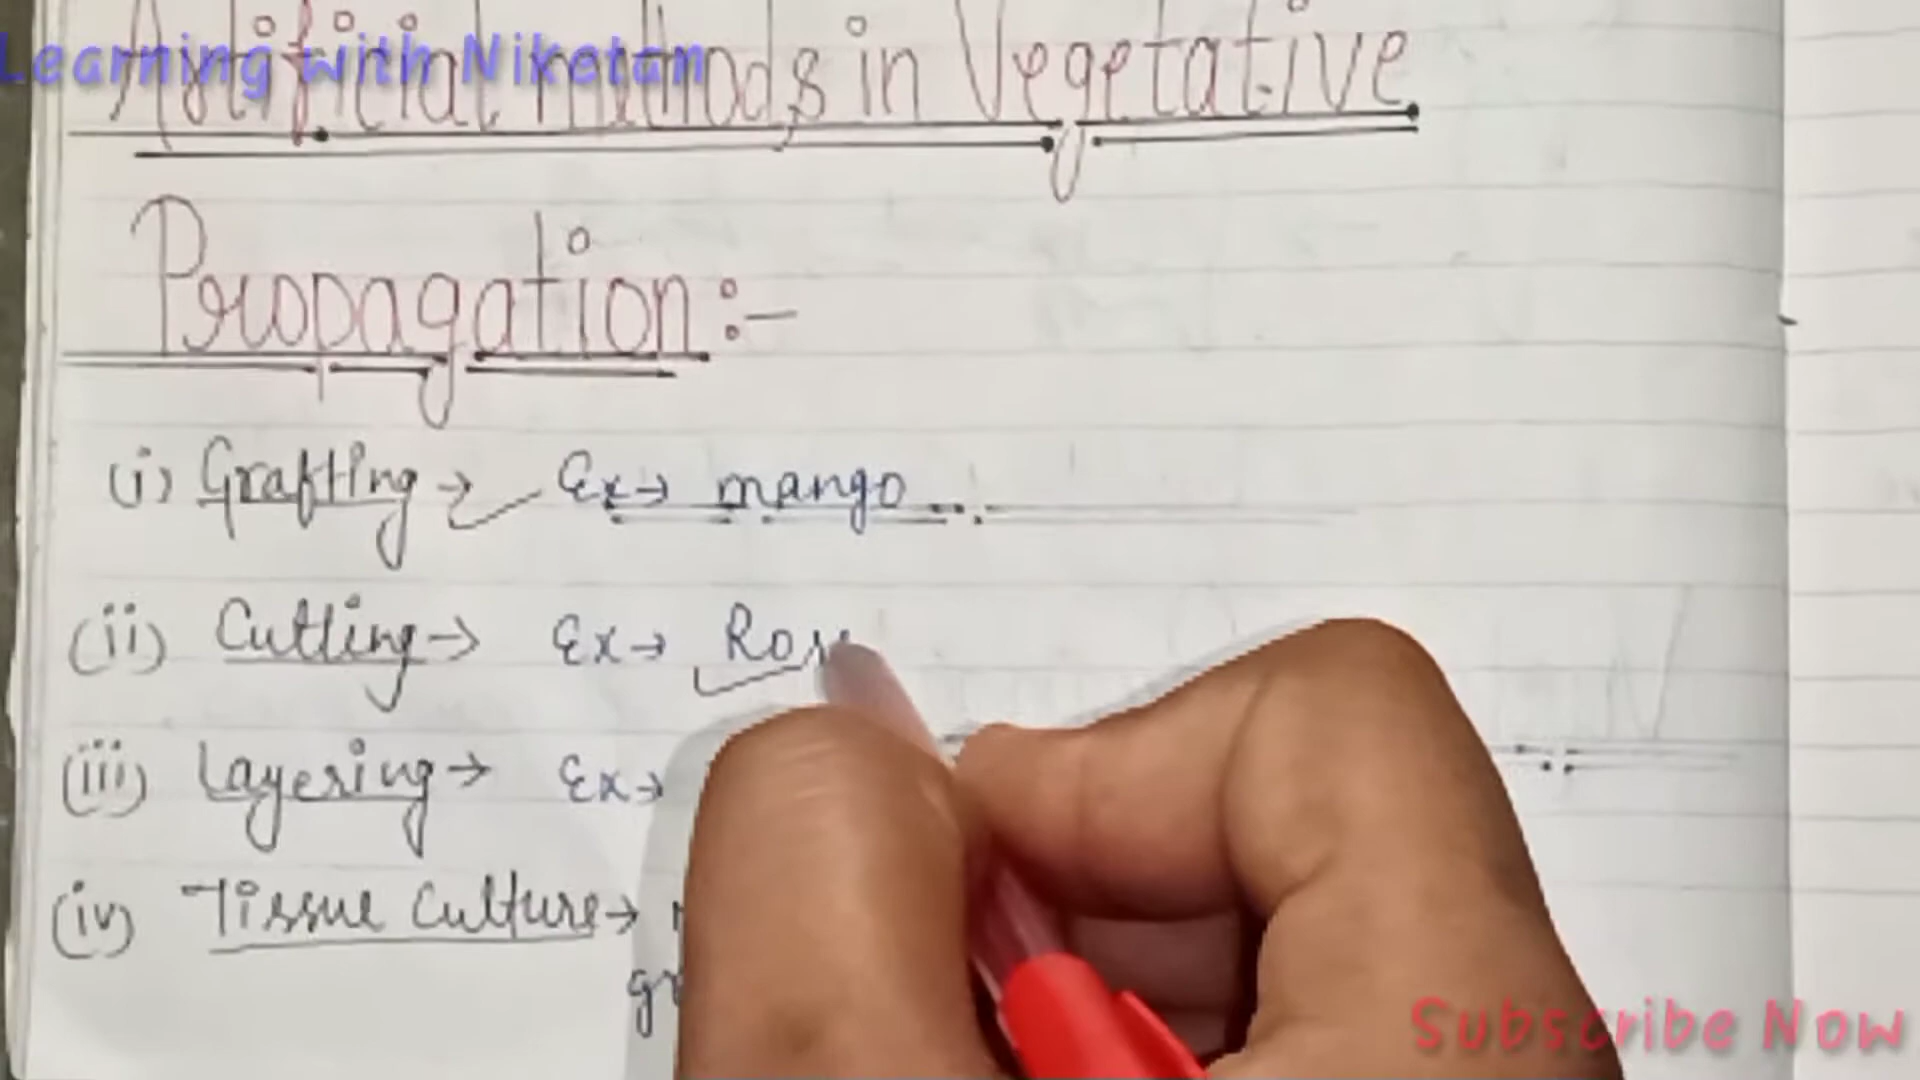 Learning with Niketan
Artificial methods in Vegetative
Propagation:-
(i) Grafting → Ex → mango
(ii) Cutting → Ex →
(iii) Layering → Ex →
(iv) Tissue Culture →
Subscribe Now